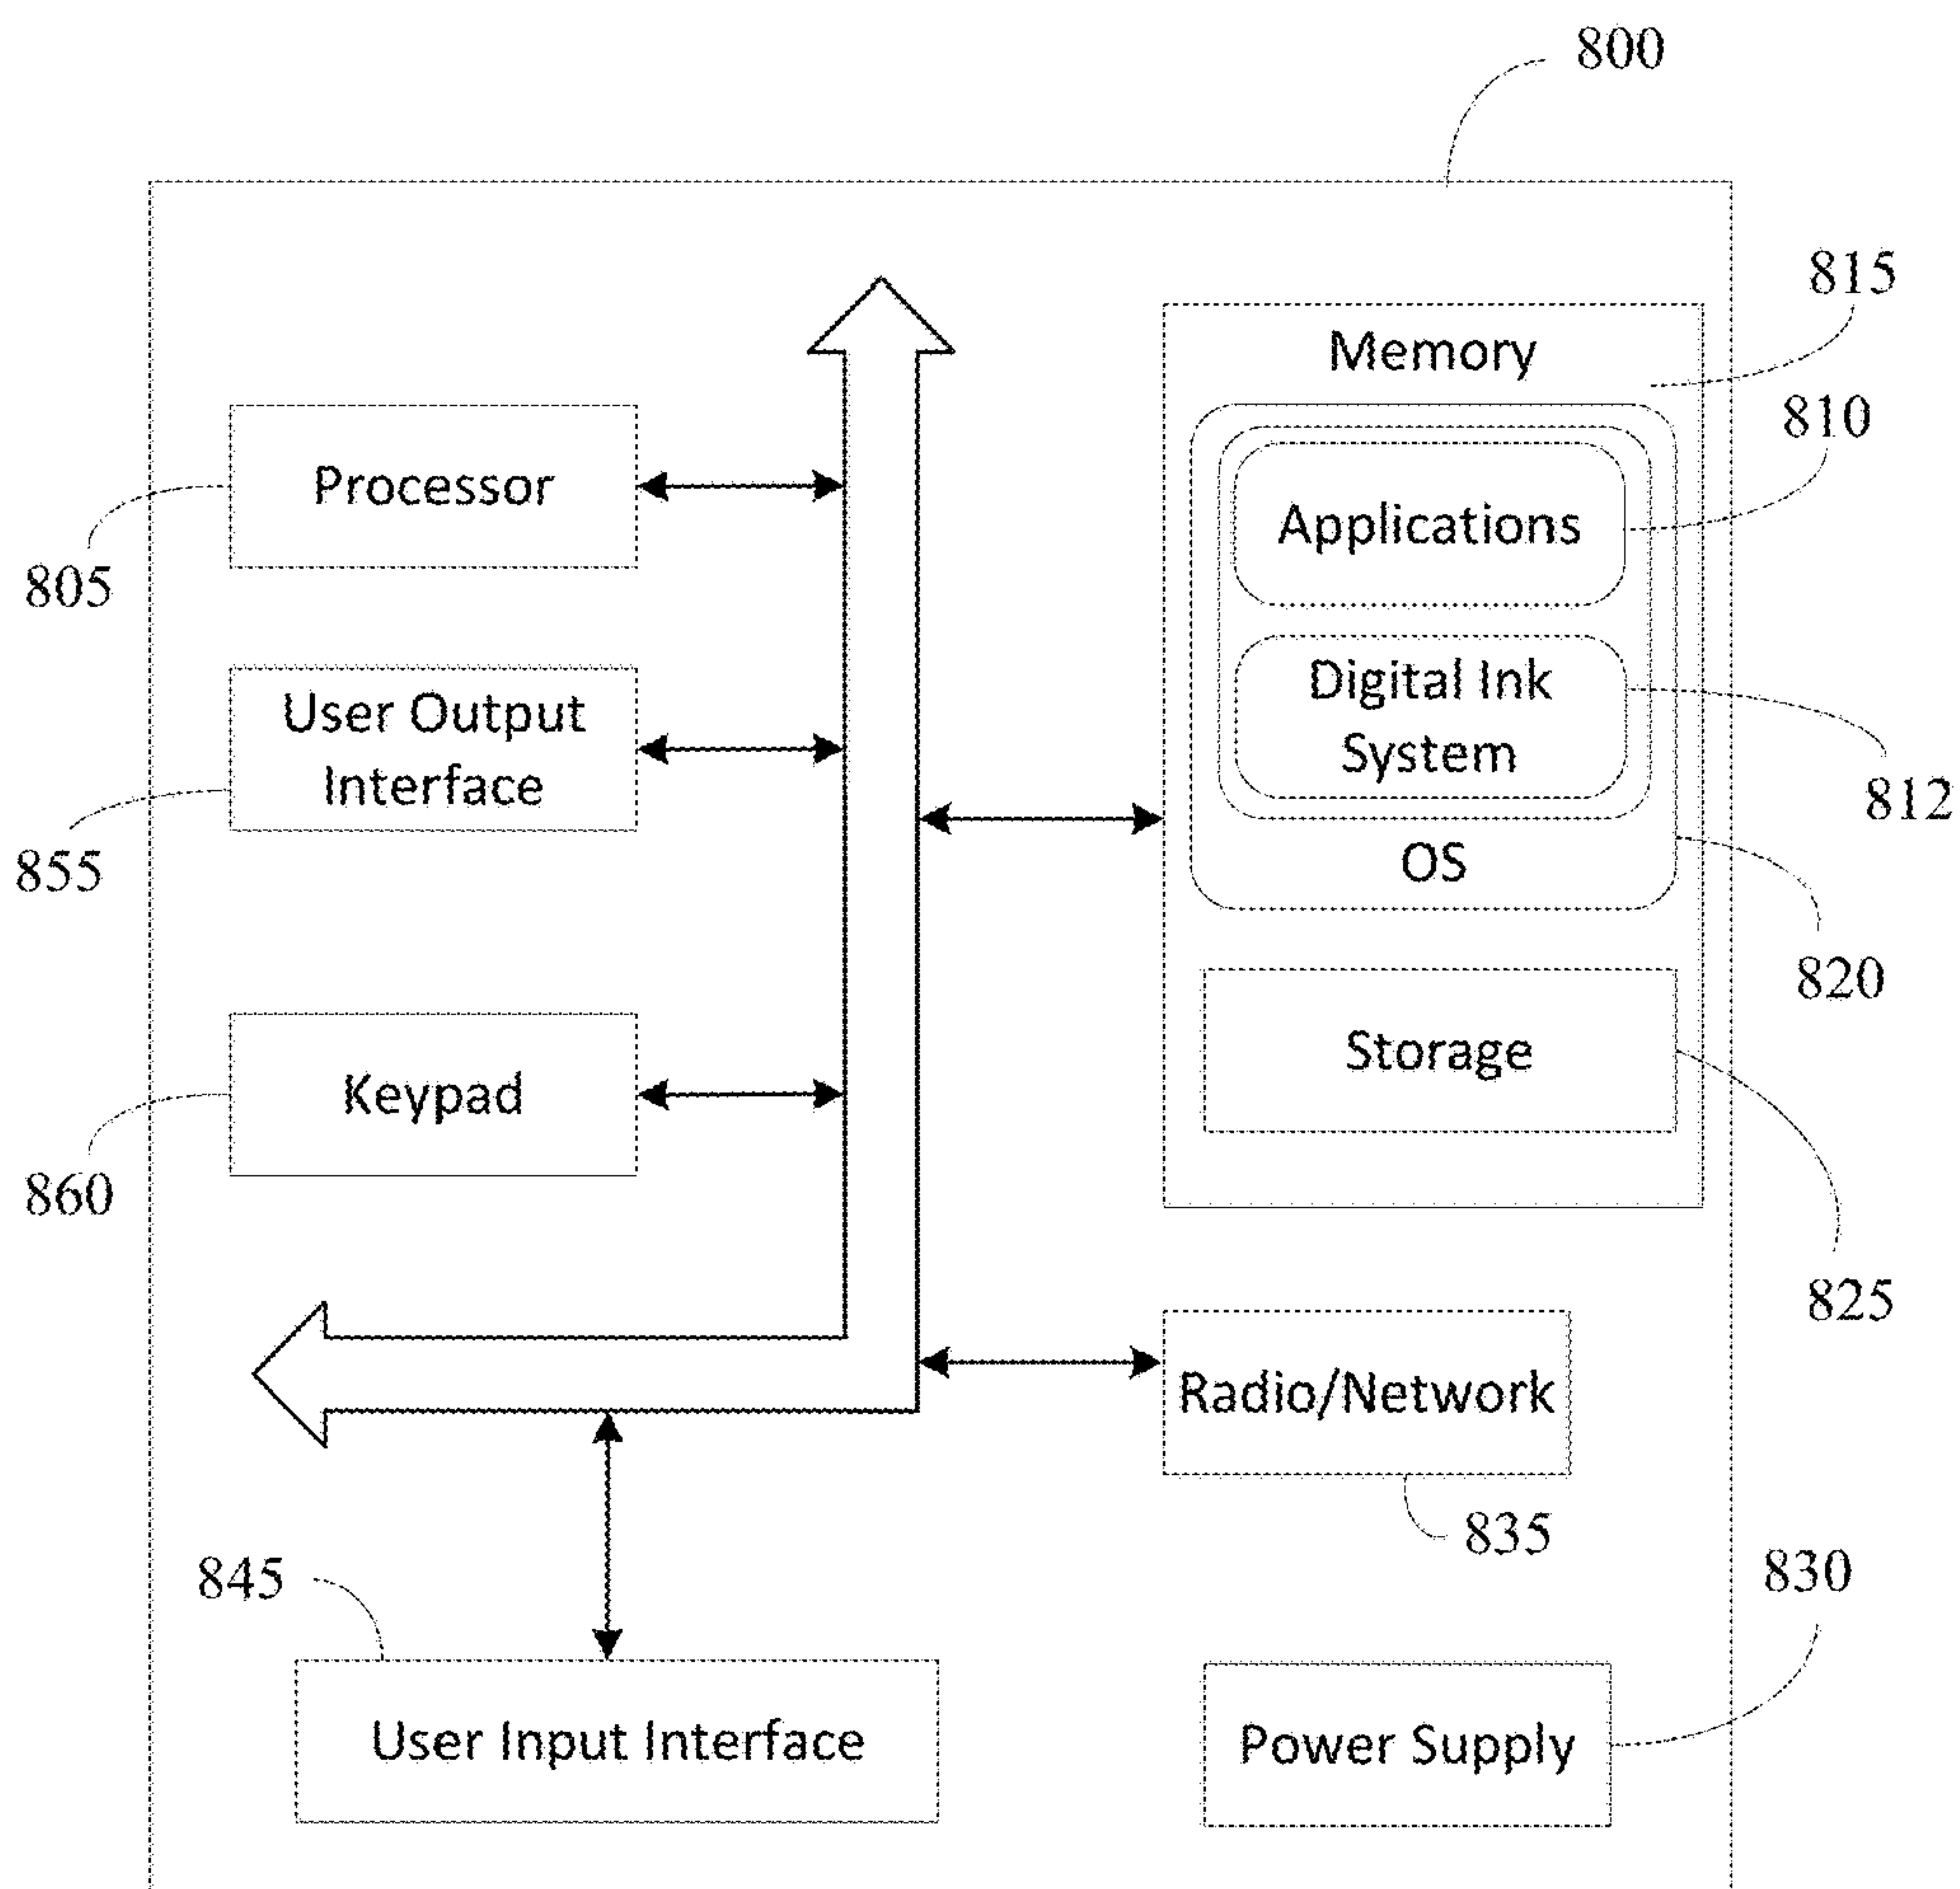 800
815
Memory
810
Applications
Processor
805
Digital Ink
System
812
User Output
Interface
855
OS
820
Storage
Keypad
860
825
Radio/Network
835
830
845
User Input Interface
Power Supply